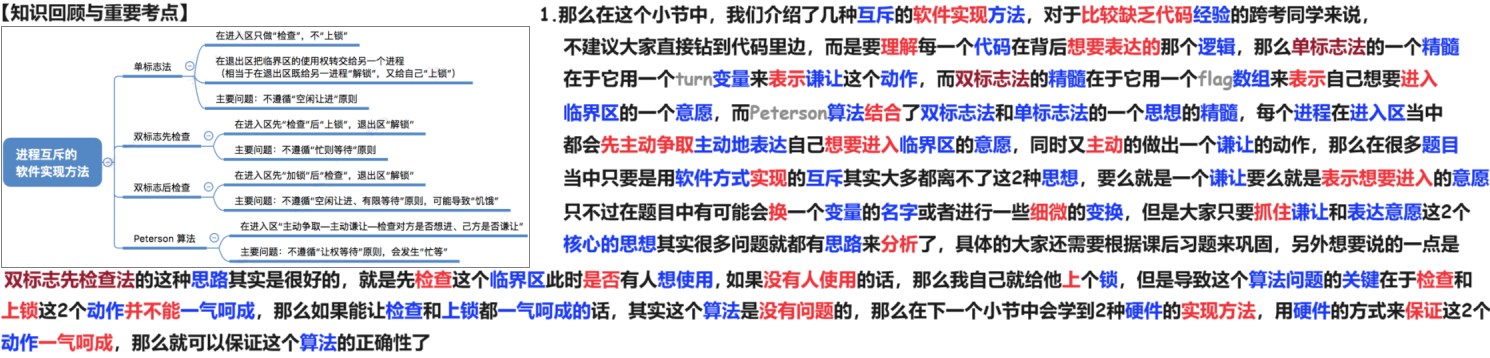 【知识回顾与重要考点】
进程互斥的
软件实现方法
单标志法
在进入区只做“检查”，不“上锁”
在退出区把临界区的使用权转交给另一个进程
（相当于在退出区既给另一进程“解锁”，又给自己“上锁”）
主要问题：不遵循“空闲让进”原则
双标志先检查
在进入区先“检查”后“上锁”，退出区“解锁”
主要问题：不遵循“忙则等待”原则
双标志后检查
在进入区先“加锁”后“检查”，退出区“解锁”
主要问题：不遵循“空闲让进、有限等待”原则，可能导致“饥饿”
Peterson 算法
在进入区“主动争取—主动谦让—检查对方是否想进、己方是否谦让”
主要问题：不遵循“让权等待”原则，会发生“忙等”
1.那么在这个小节中，我们介绍了几种互斥的软件实现方法，对于比较缺乏代码经验的跨考同学来说，
不建议大家直接钻到代码里边，而是要理解每一个代码在背后想要表达的那个逻辑，那么单标志法的一个精髓
在于它用一个turn变量来表示谦让这个动作，而双标志法的精髓在于它用一个flag数组来表示自己想要进入
临界区的一个意愿，而Peterson算法结合了双标志法和单标志法的一个思想的精髓，每个进程在进入区当中
都会先主动争取主动地表达自己想要进入临界区的意愿，同时又主动的做出一个谦让的动作，那么在很多题目
当中只要是用软件方式实现的互斥其实大多都离不了这2种思想，要么就是一个谦让要么就是表示想要进入的意愿
只不过在题目中有可能会换一个变量的名字或者进行一些细微的变换，但是大家只要抓住谦让和表达意愿这2个
核心的思想其实很多问题就都有思路来分析了，具体的大家还需要根据课后习题来巩固，另外想要说的一点是
双标志先检查法的这种思路其实是很好的，就是先检查这个临界区此时是否有人想使用，如果没有人使用的话，那么我自己就给他上个锁，但是导致这个算法问题的关键在于检查和
上锁这2个动作并不能一气呵成，那么如果能让检查和上锁都一气呵成的话，其实这个算法是没有问题的，那么在下一个小节中会学到2种硬件的实现方法，用硬件的方式来保证这2个
动作一气呵成，那么就可以保证这个算法的正确性了